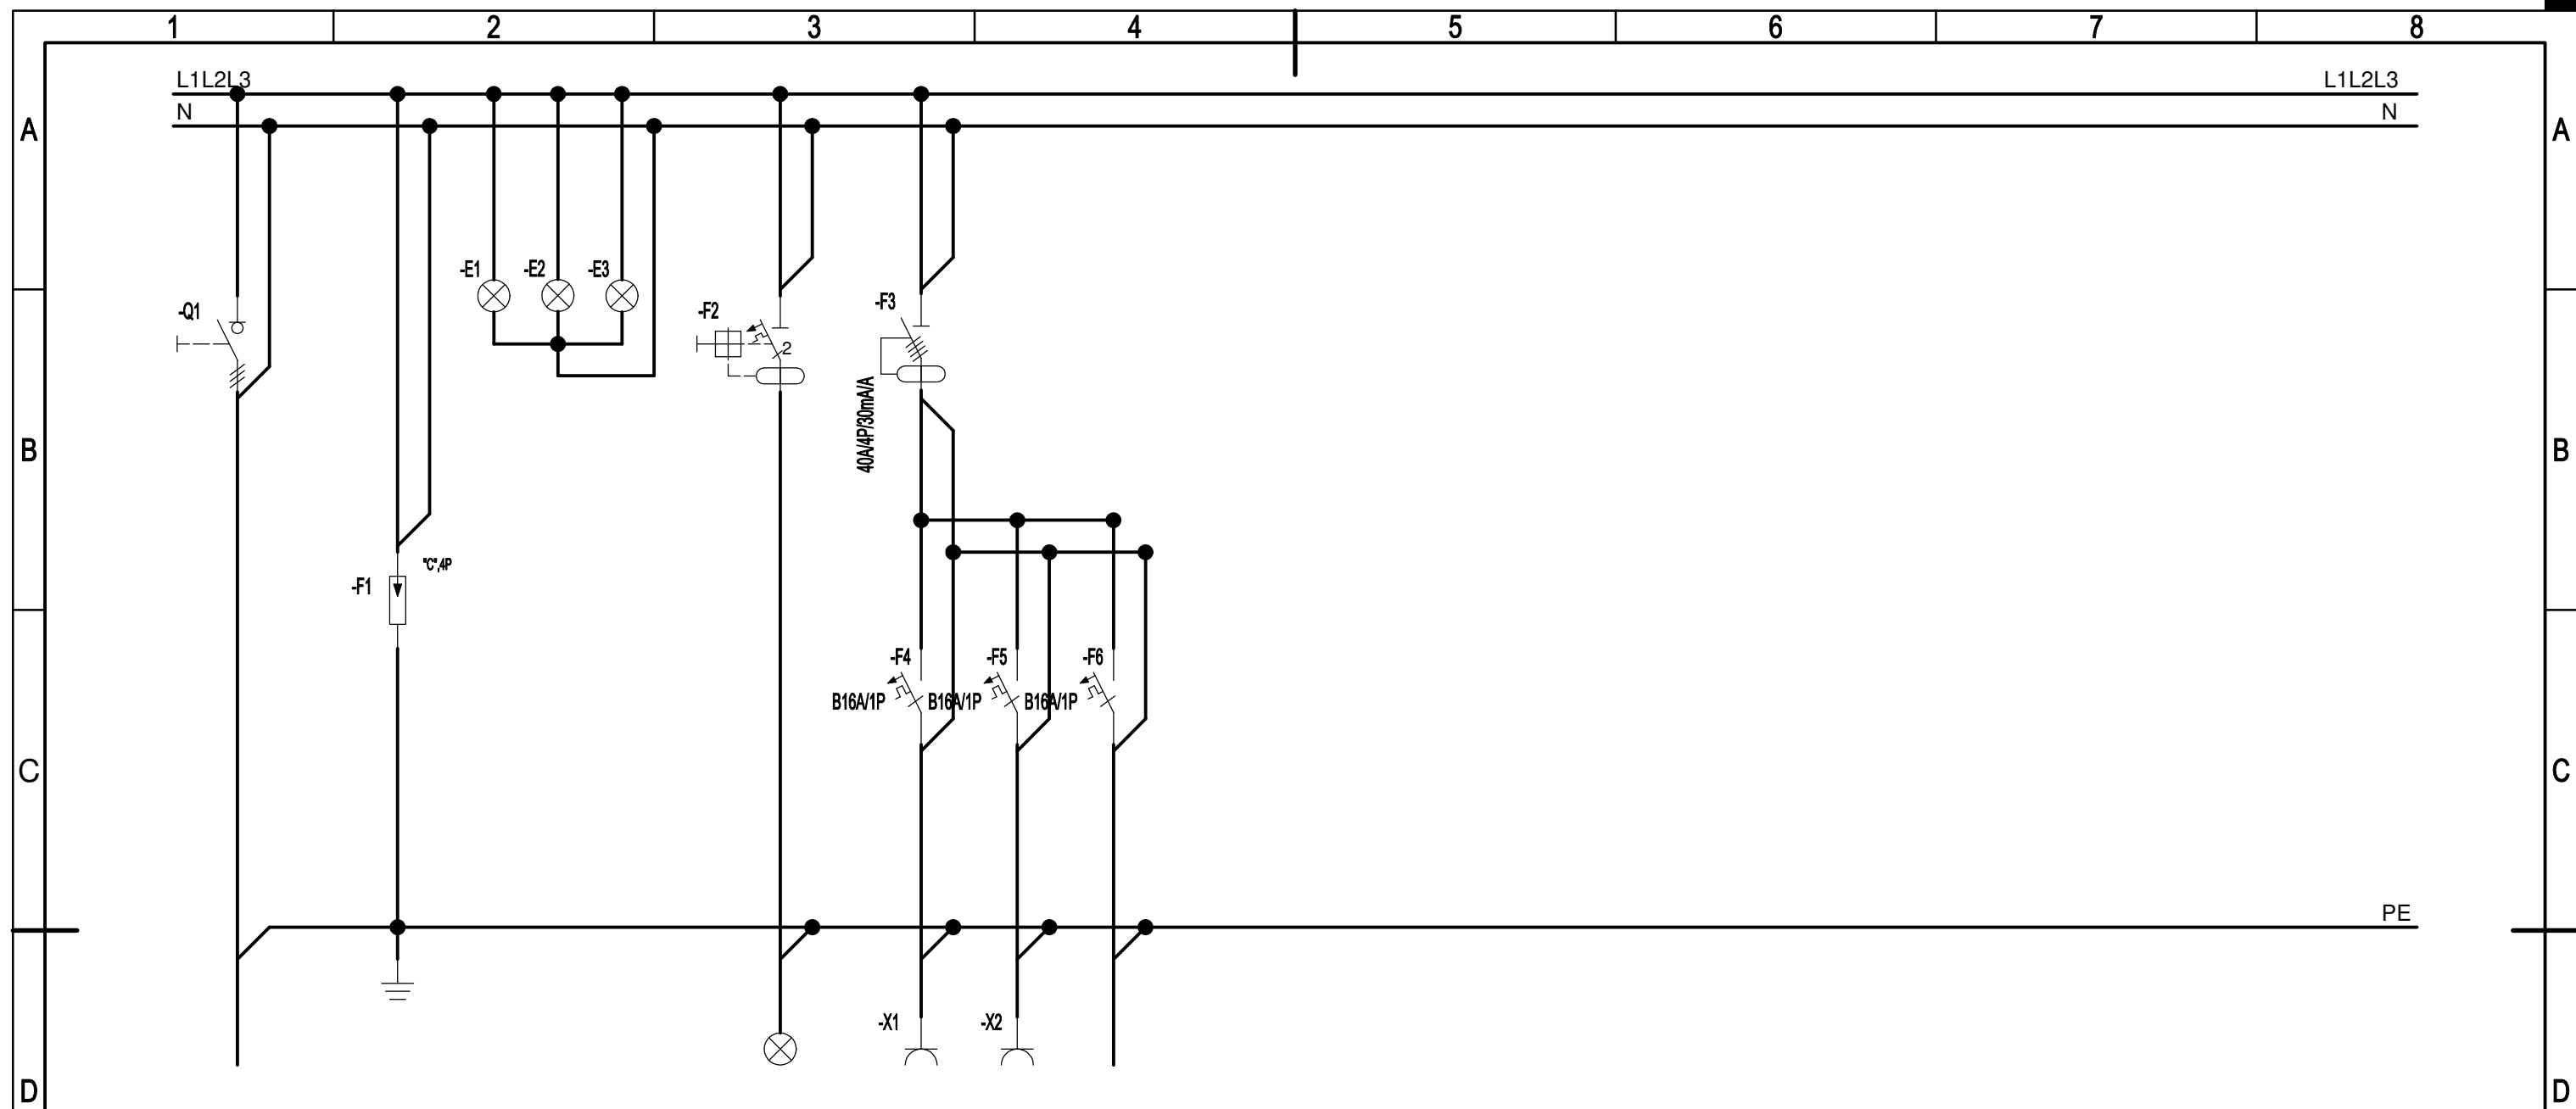 1 2 3 4 5 6 7 8
L1L2L3 L1L2L3
N N
A A
-E1 -E2 -E3
-Q1 -F2 -F3
2
40A/4P/30mA/A
B B
"C",4P
-F1
-F4 -F5 -F6
B16A/1P B16A/1P B16A/1P
C C
PE
-X1 -X2
D D